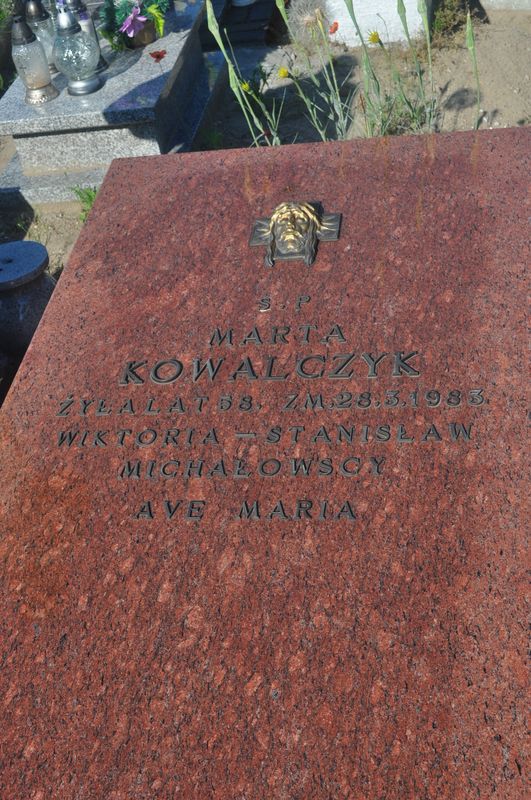 Ś. P
MARTA
KOWALCZYK
ŻYŁA LAT 58. ZM. 28.3.1983.
WIKTORIA — STANISŁAW
MICHAŁOWSCY
AVE MARIA